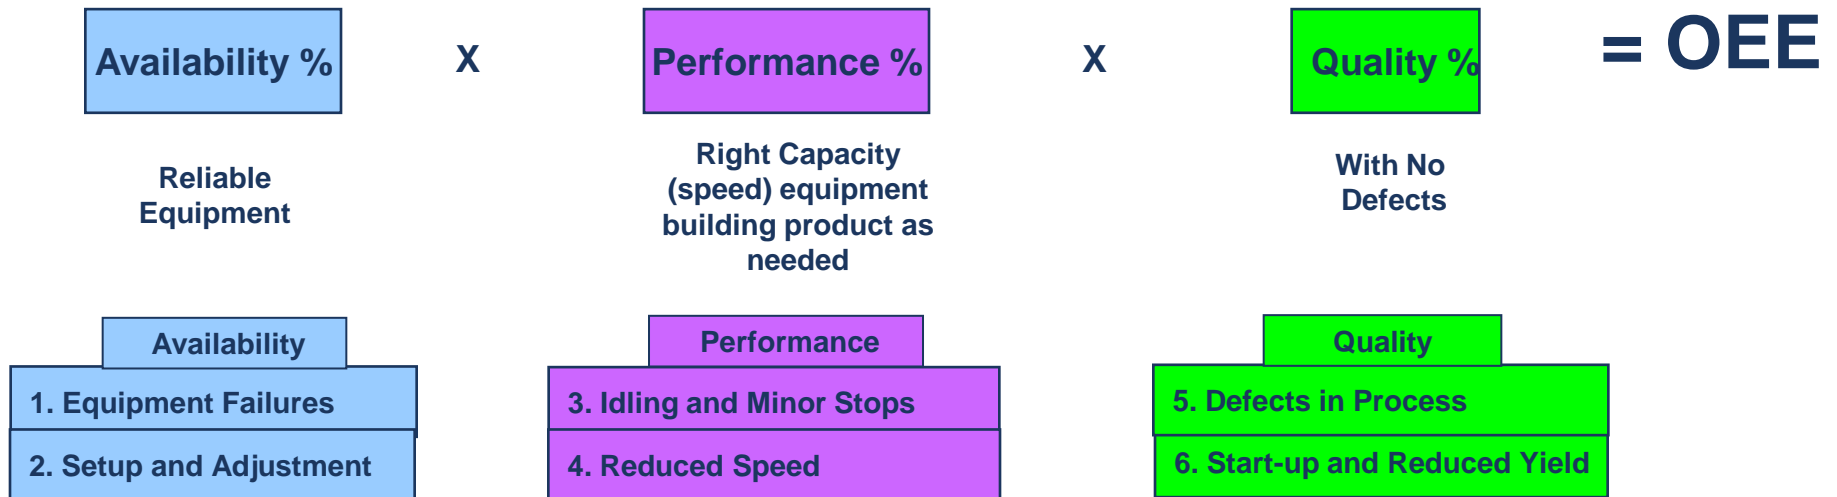 Availability % X Performance % X Quality % = OEE
Reliable
Equipment
Right Capacity
(speed) equipment
building product as
needed
With No
Defects
Availability
1. Equipment Failures
2. Setup and Adjustment
Performance
3. Idling and Minor Stops
4. Reduced Speed
Quality
5. Defects in Process
6. Start-up and Reduced Yield